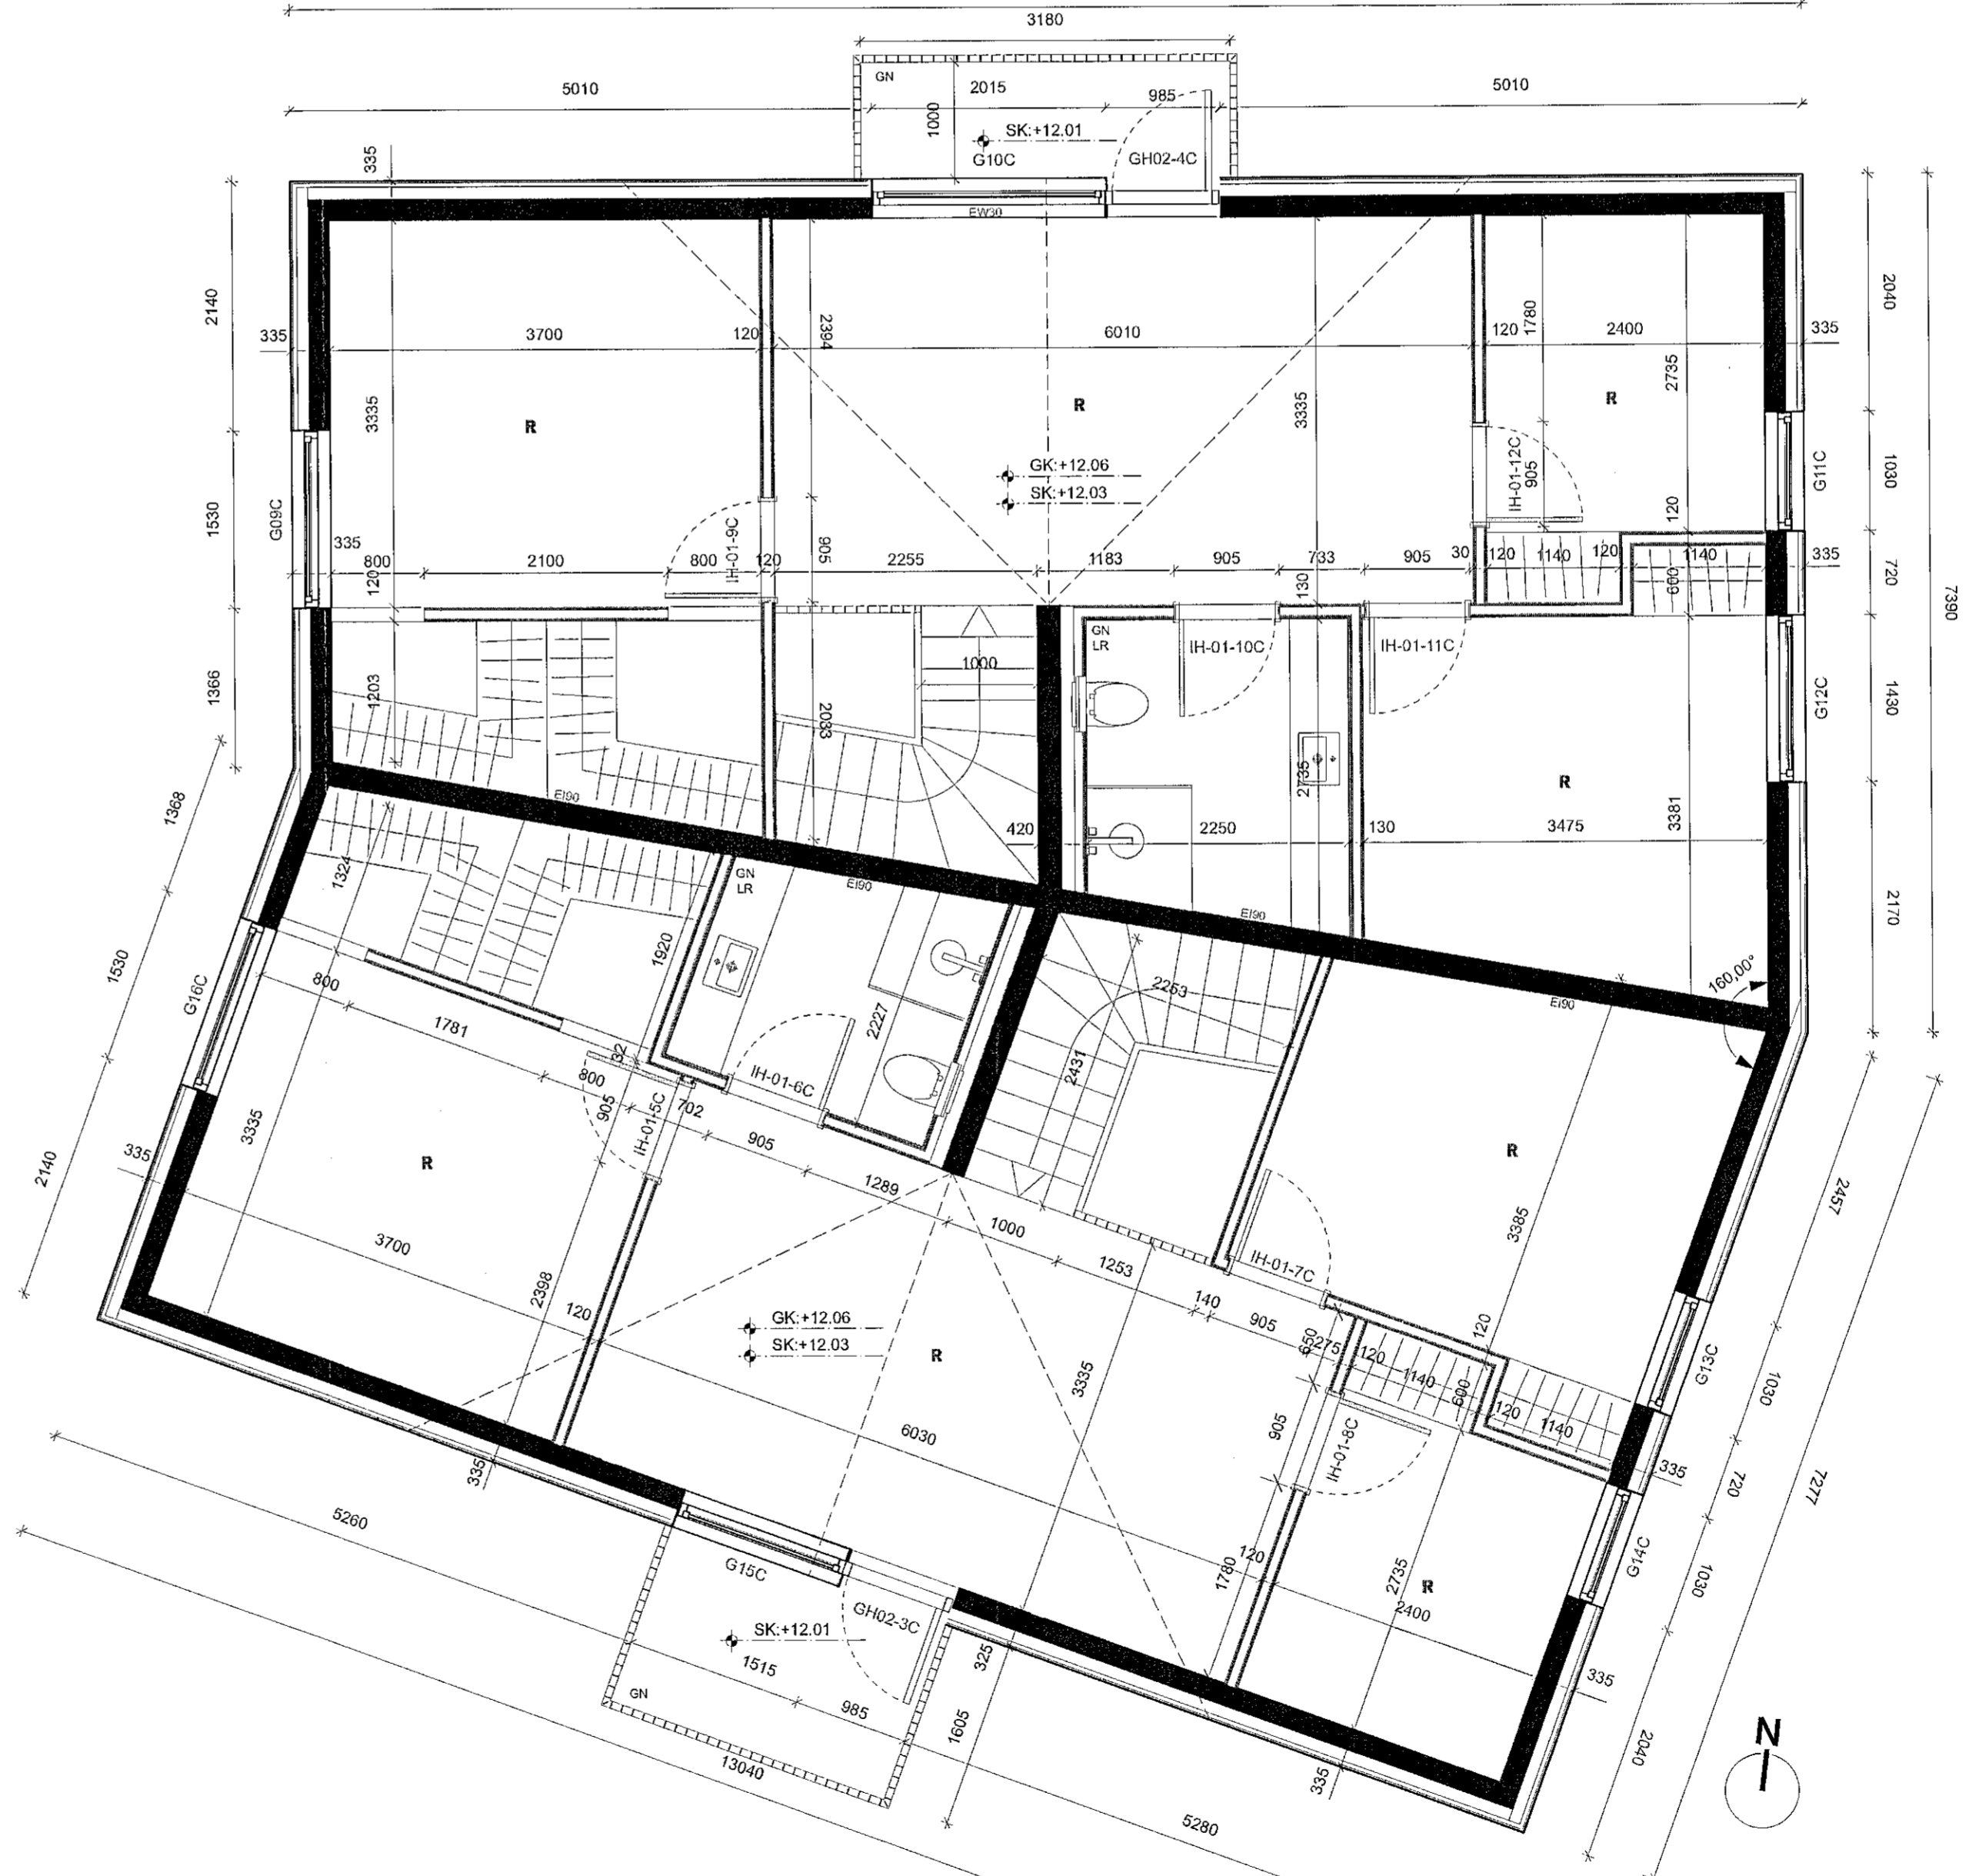 3180
5010
GN
2015
985
5010
1000
SK:+12.01
G10C
GH02-4C
335
EW30
2140
335
3700
120
2394
6010
120
1780
2400
335
2040
3335
R
R
3335
2735
R
GK:+12.06
SK:+12.03
IH-01-12C
905
G11C
1030
1530
G09C
335
800
2100
800
IH-01-9C
120
905
2255
1183
905
733
905
30
120
1140
120
120
1140
335
120
130
600
720
7390
1366
1203
1000
2033
GN
LR
IH-01-10C
IH-01-11C
G12C
1430
2735
R
420
2250
130
3475
3381
EI90
1368
1324
GN
LR
EI90
EI90
2170
160,00°
EI90
1530
G16C
800
1920
2253
1781
32
2227
2431
800
IH-01-6C
905
IH-01-5C
702
905
3335
335
R
1289
R
2457
2140
3700
1000
3385
2398
120
1253
IH-01-7C
140
905
120
GK:+12.06
SK:+12.03
R
650
275
120
1140
600
120
1140
G13C
1030
3335
905
IH-01-8C
6030
335
335
720
7277
5260
G15C
120
1780
2735
R
2400
G14C
1030
GH02-3C
SK:+12.01
1515
985
GN
325
1605
335
335
2040
13040
5280
N